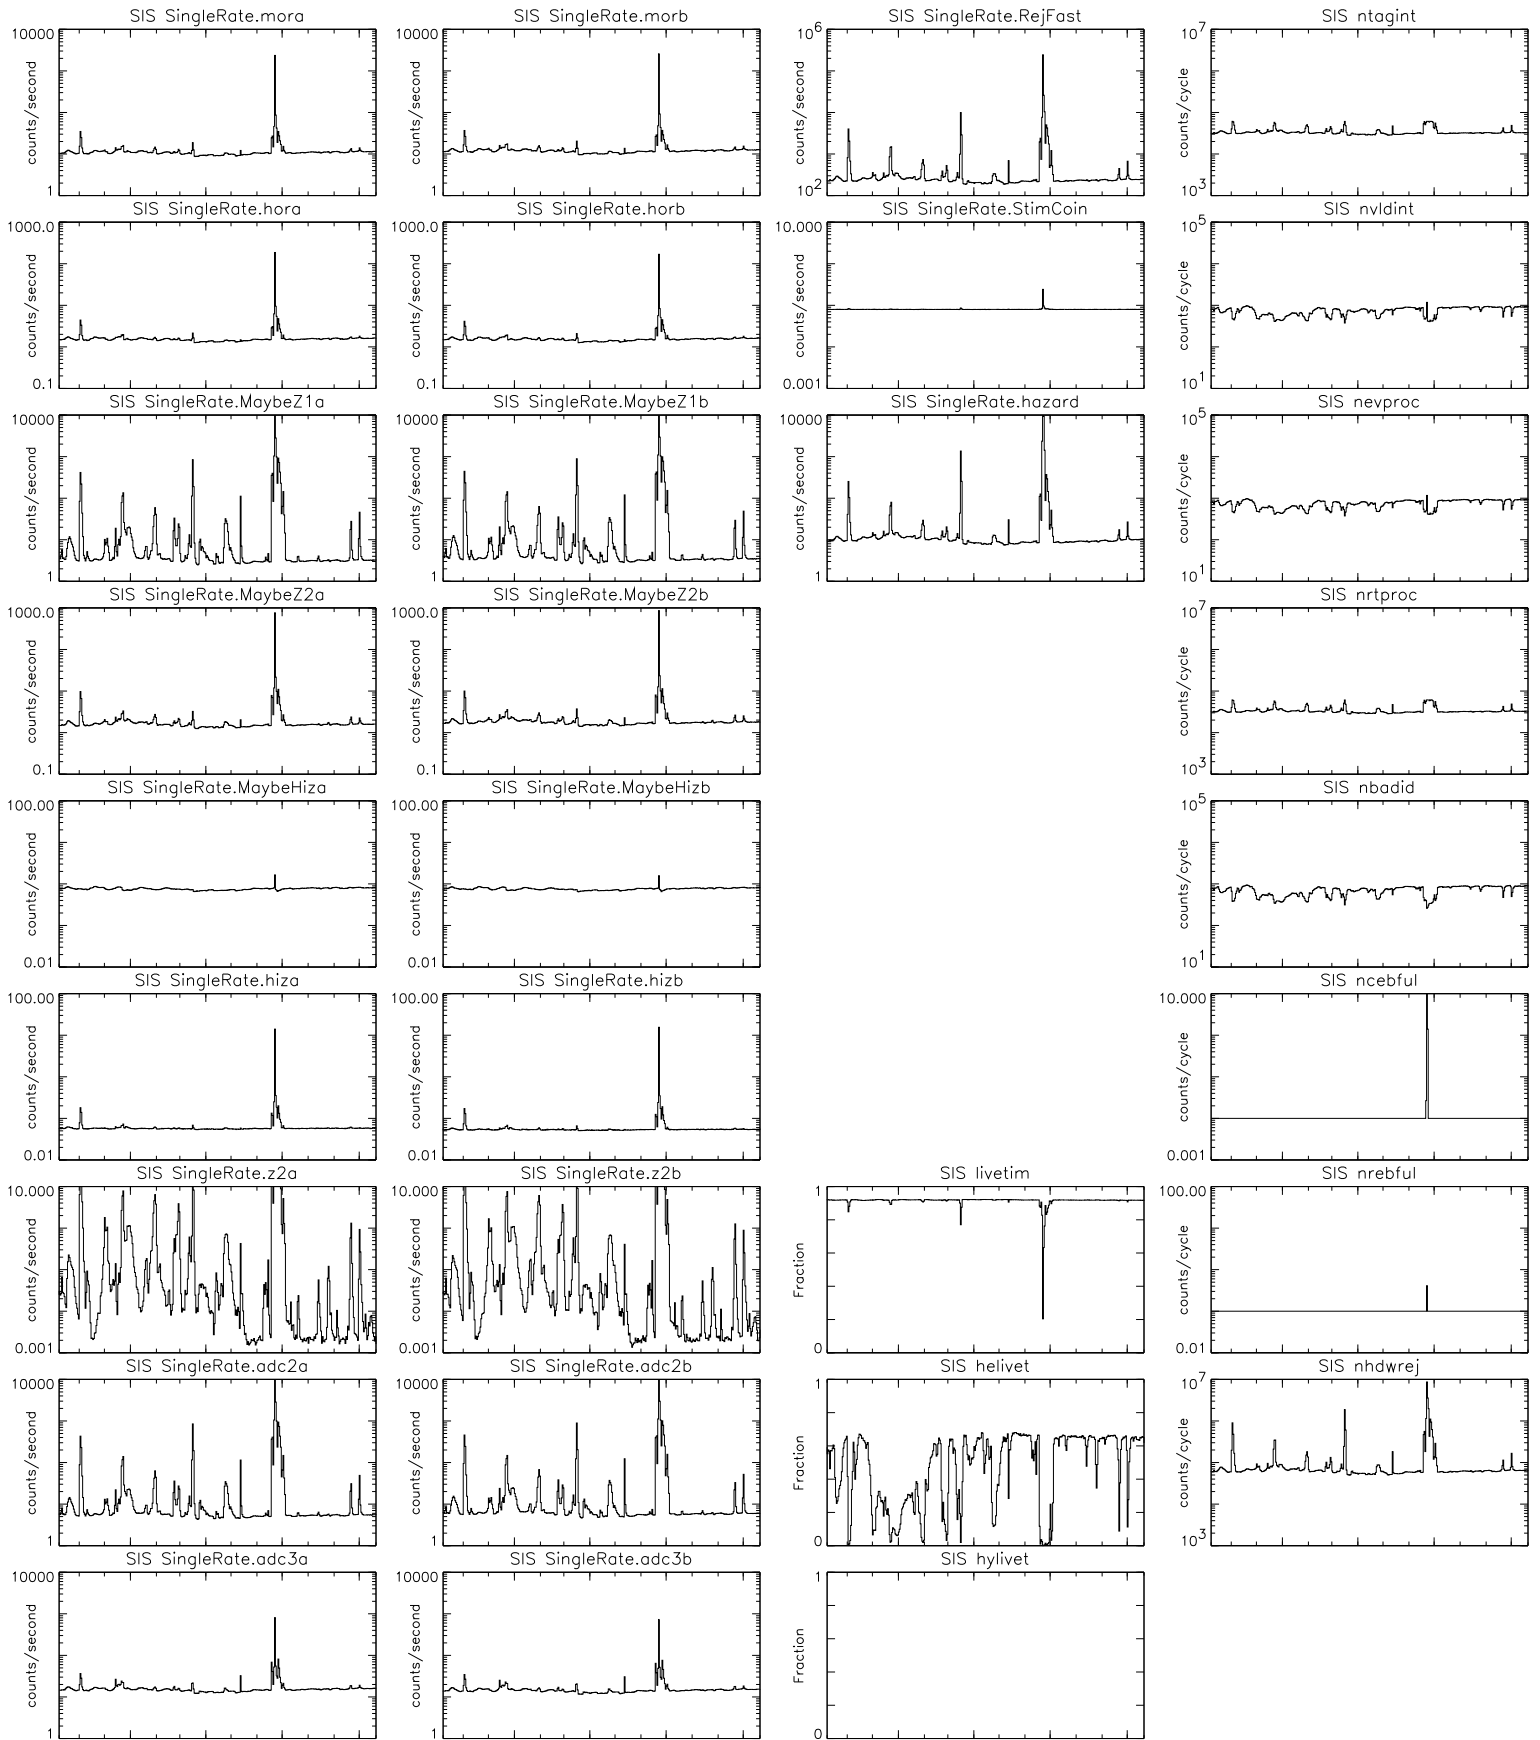 SIS SingleRate.mora
10000
counts/second
1
SIS SingleRate.morb
10000
counts/second
1
SIS SingleRate.RejFast
10^6
counts/second
10^2
SIS ntagint
10^7
counts/cycle
10^3
SIS SingleRate.hora
1000.0
counts/second
0.1
SIS SingleRate.horb
1000.0
counts/second
0.1
SIS SingleRate.StimCoin
10.000
counts/second
0.001
SIS nvldint
10^5
counts/cycle
10^1
SIS SingleRate.MaybeZ1a
10000
counts/second
1
SIS SingleRate.MaybeZ1b
10000
counts/second
1
SIS SingleRate.hazard
10000
counts/second
1
SIS nevproc
10^5
counts/cycle
10^1
SIS SingleRate.MaybeZ2a
1000.0
counts/second
0.1
SIS SingleRate.MaybeZ2b
1000.0
counts/second
0.1
SIS nrtproc
10^7
counts/cycle
10^3
SIS SingleRate.MaybeHiza
100.00
counts/second
0.01
SIS SingleRate.MaybeHizb
100.00
counts/second
0.01
SIS nbadid
10^5
counts/cycle
10^1
SIS SingleRate.hiza
100.00
counts/second
0.01
SIS SingleRate.hizb
100.00
counts/second
0.01
SIS ncebful
10.000
counts/cycle
0.001
SIS SingleRate.z2a
10.000
counts/second
0.001
SIS SingleRate.z2b
10.000
counts/second
0.001
SIS livetim
1
Fraction
0
SIS nrebful
100.00
counts/cycle
0.01
SIS SingleRate.adc2a
10000
counts/second
1
SIS SingleRate.adc2b
10000
counts/second
1
SIS helivet
1
Fraction
0
SIS nhdwrej
10^7
counts/cycle
10^3
SIS SingleRate.adc3a
10000
counts/second
1
SIS SingleRate.adc3b
10000
counts/second
1
SIS hylivet
1
Fraction
0